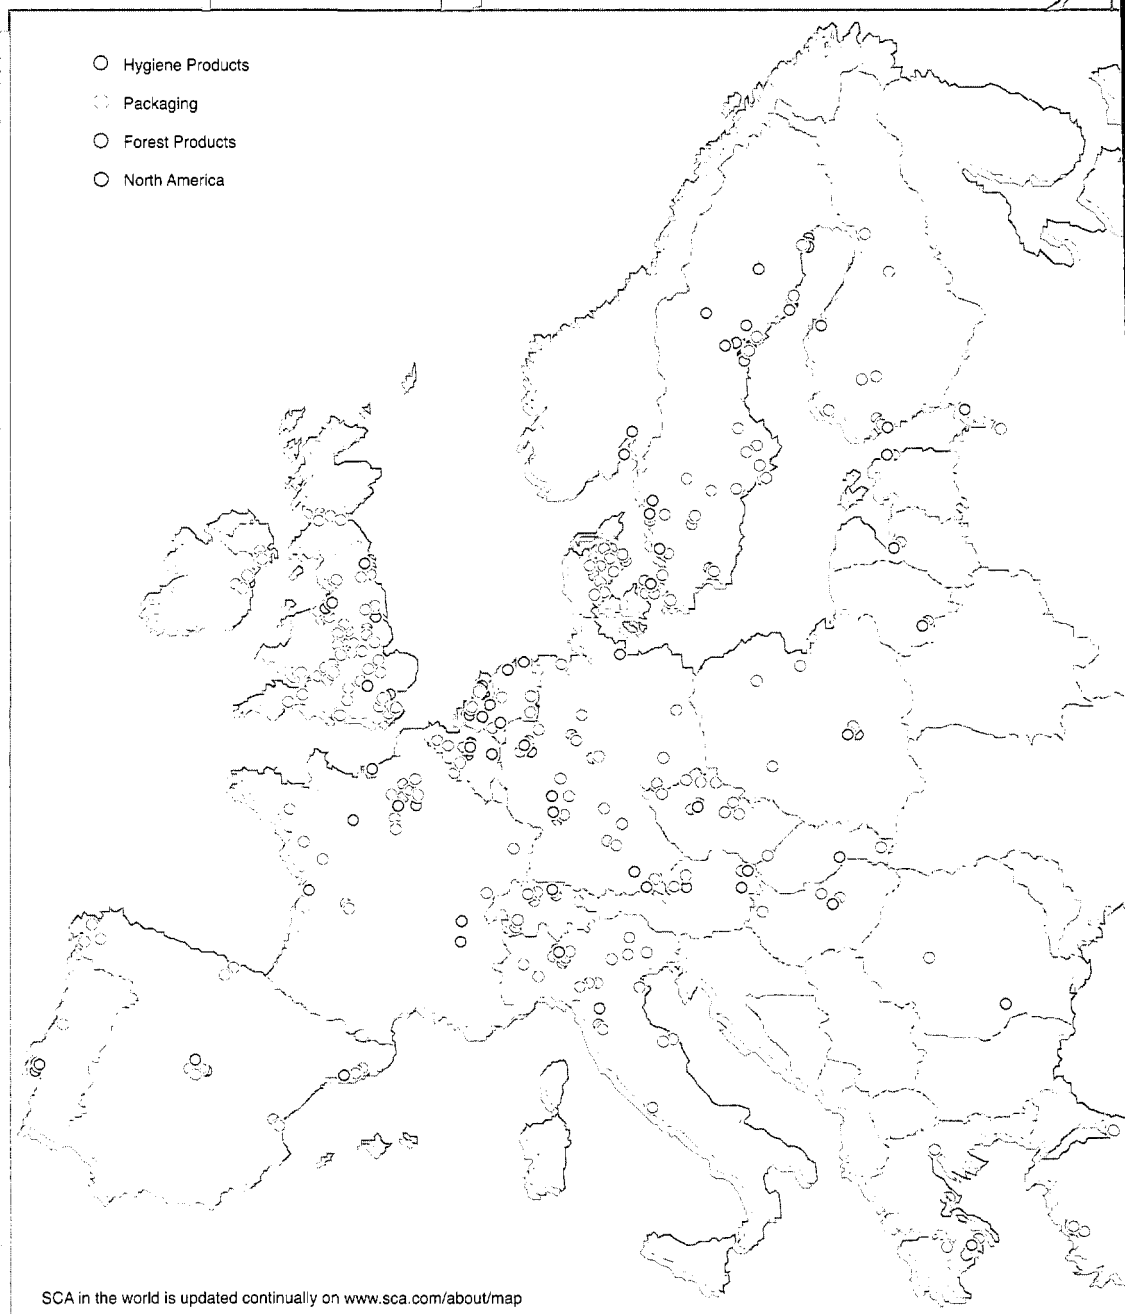 Hygiene Products
Packaging
Forest Products
North America
SCA in the world is updated continually on www.sca.com/about/map